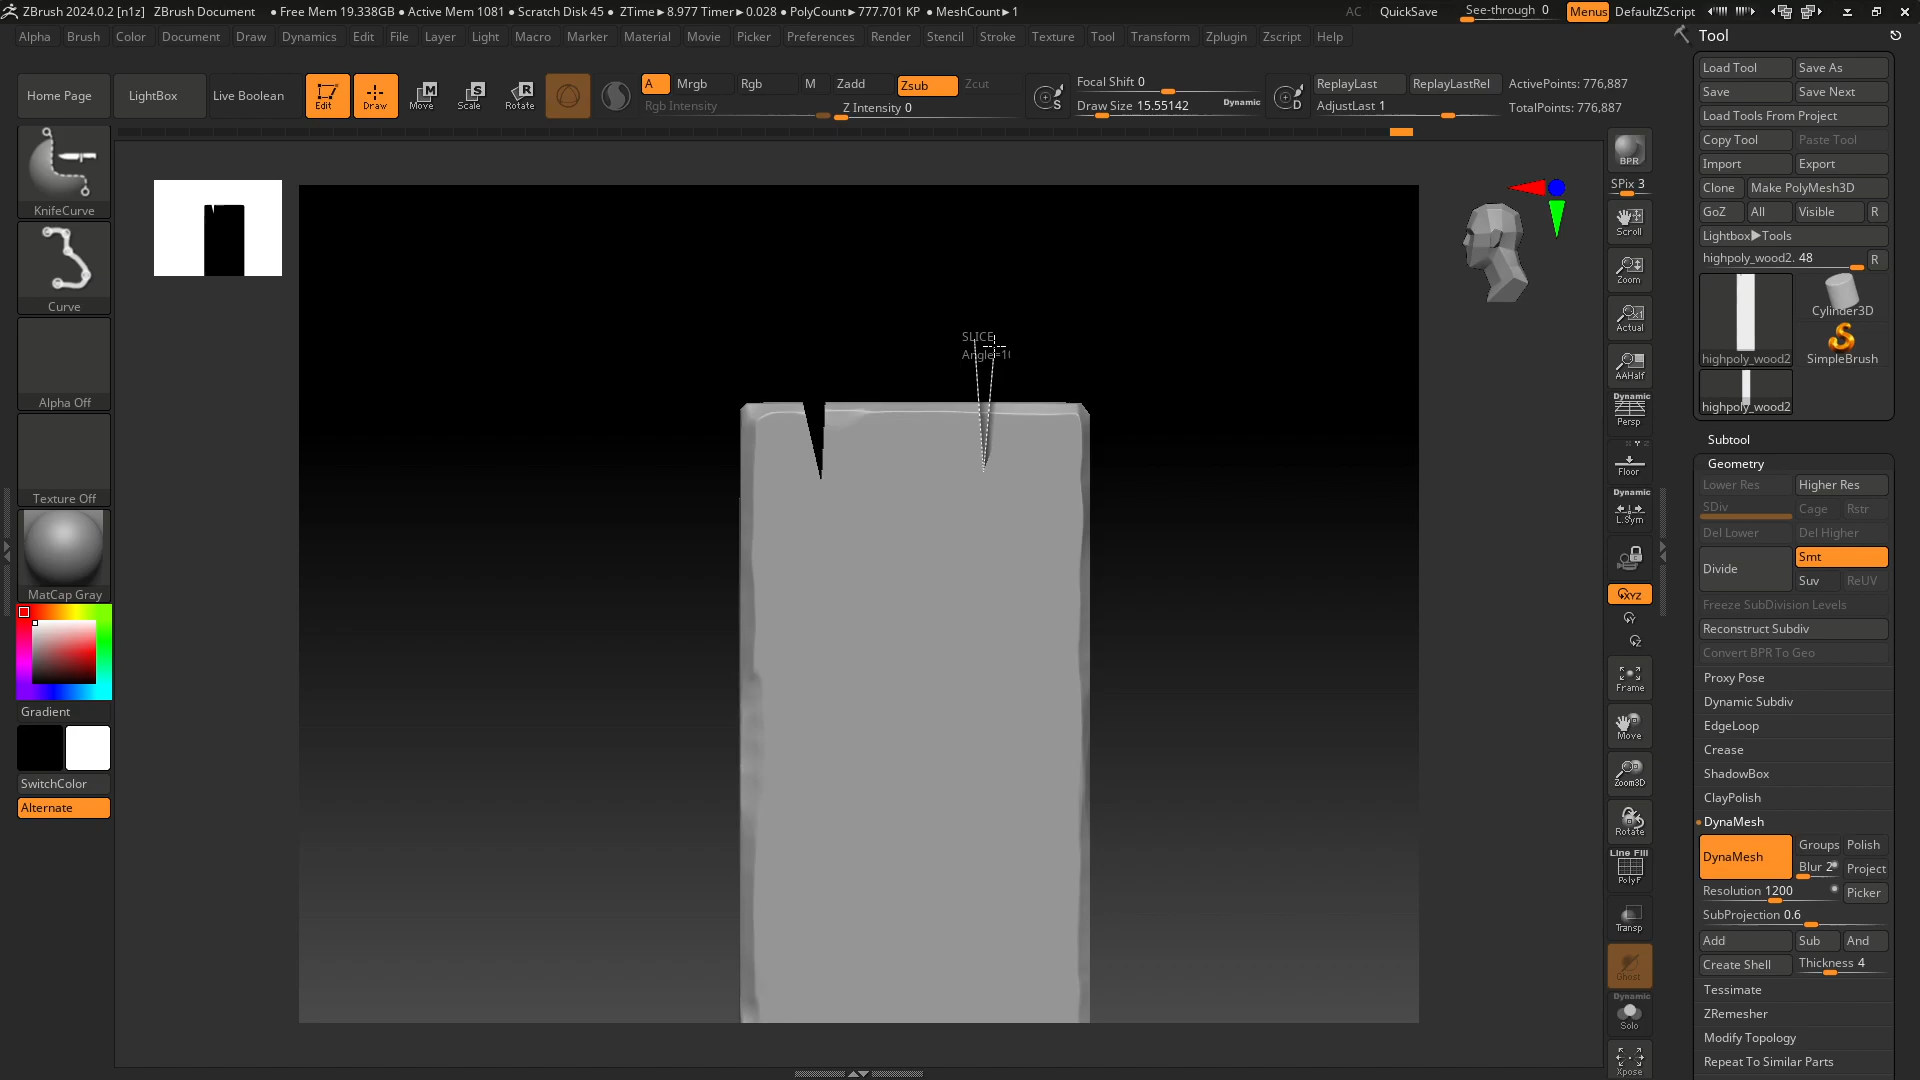 ZBrush 2024.0.2 [n1z] ZBrush Document ● Free Mem 19.338GB ● Active Mem 1081 ● Scratch Disk 45 ● ZTime►8.977 Timer►0.028 ● PolyCount►777.701 KP ● MeshCount►1 AC QuickSave See-through 0 Menus DefaultZScript
Alpha Brush Color Document Draw Dynamics Edit File Layer Light Macro Marker Material Movie Picker Preferences Render Stencil Stroke Texture Tool Transform Zplugin Zscript Help
Home Page LightBox Live Boolean Edit Draw Move Scale Rotate
A Mrgb Rgb M Zadd Zsub Zcut
Rgb Intensity Z Intensity 0
S
Focal Shift 0
Draw Size 15.55142 Dynamic
D
ReplayLast ReplayLastRel ActivePoints: 776,887
AdjustLast 1 TotalPoints: 776,887
KnifeCurve
Curve
Alpha Off
Texture Off
MatCap Gray
Gradient
SwitchColor
Alternate
SLICE
Angle=1
BPR
SPix 3
Scroll
Zoom
Actual
AAHalf
Dynamic
Persp
Floor
Dynamic
L.Sym
XYZ
Y
Z
Frame
Move
Zoom3D
Rotate
Line Fill
PolyF
Transp
Ghost
Dynamic
Solo
Xpose
Tool
Load Tool Save As
Save Save Next
Load Tools From Project
Copy Tool Paste Tool
Import Export
Clone Make PolyMesh3D
GoZ All Visible R
Lightbox►Tools
highpoly_wood2. 48 R
highpoly_wood2
Cylinder3D
SimpleBrush
highpoly_wood2
Subtool
Geometry
Lower Res Higher Res
SDiv Cage Rstr
Del Lower Del Higher
Divide Smt
Suv ReUV
Freeze SubDivision Levels
Reconstruct Subdiv
Convert BPR To Geo
Proxy Pose
Dynamic Subdiv
EdgeLoop
Crease
ShadowBox
ClayPolish
DynaMesh
DynaMesh Groups Polish
Blur 2 Project
Resolution 1200 Picker
SubProjection 0.6
Add Sub And
Create Shell Thickness 4
Tessimate
ZRemesher
Modify Topology
Repeat To Similar Parts